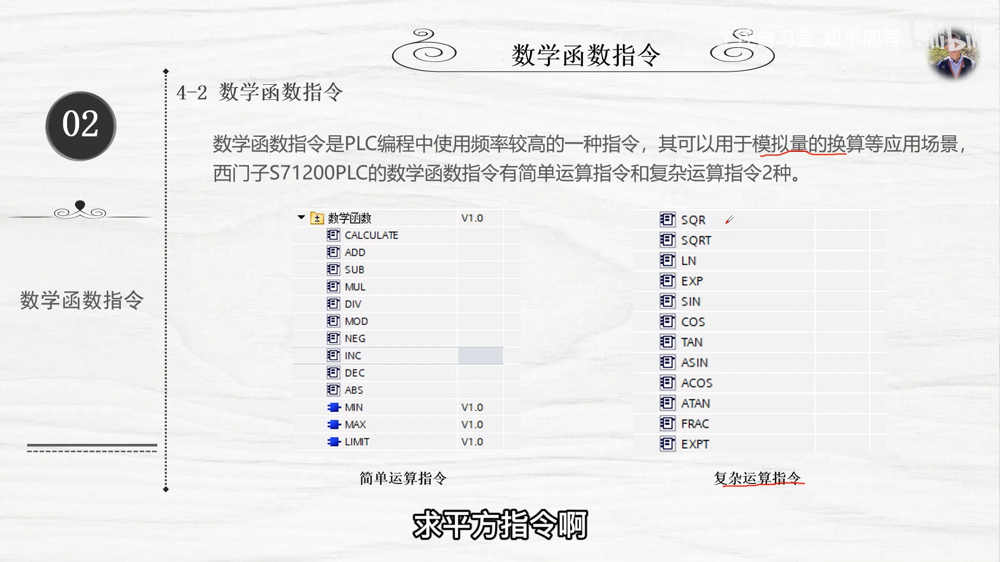 数学函数指令
自习室-知乎同号
4-2 数学函数指令
02
数学函数指令是PLC编程中使用频率较高的一种指令，其可以用于模拟量的换算等应用场景，
西门子S71200PLC的数学函数指令有简单运算指令和复杂运算指令2种。
数学函数指令
数学函数 V1.0
CALCULATE
ADD
SUB
MUL
DIV
MOD
NEG
INC
DEC
ABS
MIN V1.0
MAX V1.0
LIMIT V1.0
简单运算指令
SQR
SQRT
LN
EXP
SIN
COS
TAN
ASIN
ACOS
ATAN
FRAC
EXPT
复杂运算指令
求平方指令啊